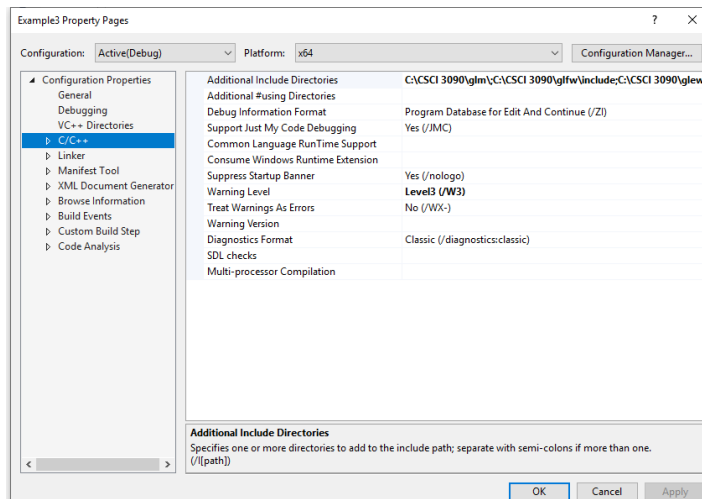 Example3 Property Pages ? ×
Configuration: Active(Debug) Platform: x64 Configuration Manager...
Configuration Properties
General
Debugging
VC++ Directories
C/C++
Linker
Manifest Tool
XML Document Generator
Browse Information
Build Events
Custom Build Step
Code Analysis
Additional Include Directories C:\CSCI 3090\glm\;C:\CSCI 3090\glfw\include;C:\CSCI 3090\glew
Additional #using Directories
Debug Information Format Program Database for Edit And Continue (/ZI)
Support Just My Code Debugging Yes (/JMC)
Common Language RunTime Support
Consume Windows Runtime Extension
Suppress Startup Banner Yes (/nologo)
Warning Level Level3 (/W3)
Treat Warnings As Errors No (/WX-)
Warning Version
Diagnostics Format Classic (/diagnostics:classic)
SDL checks
Multi-processor Compilation
Additional Include Directories
Specifies one or more directories to add to the include path; separate with semi-colons if more than one.
(/I[path])
OK Cancel Apply